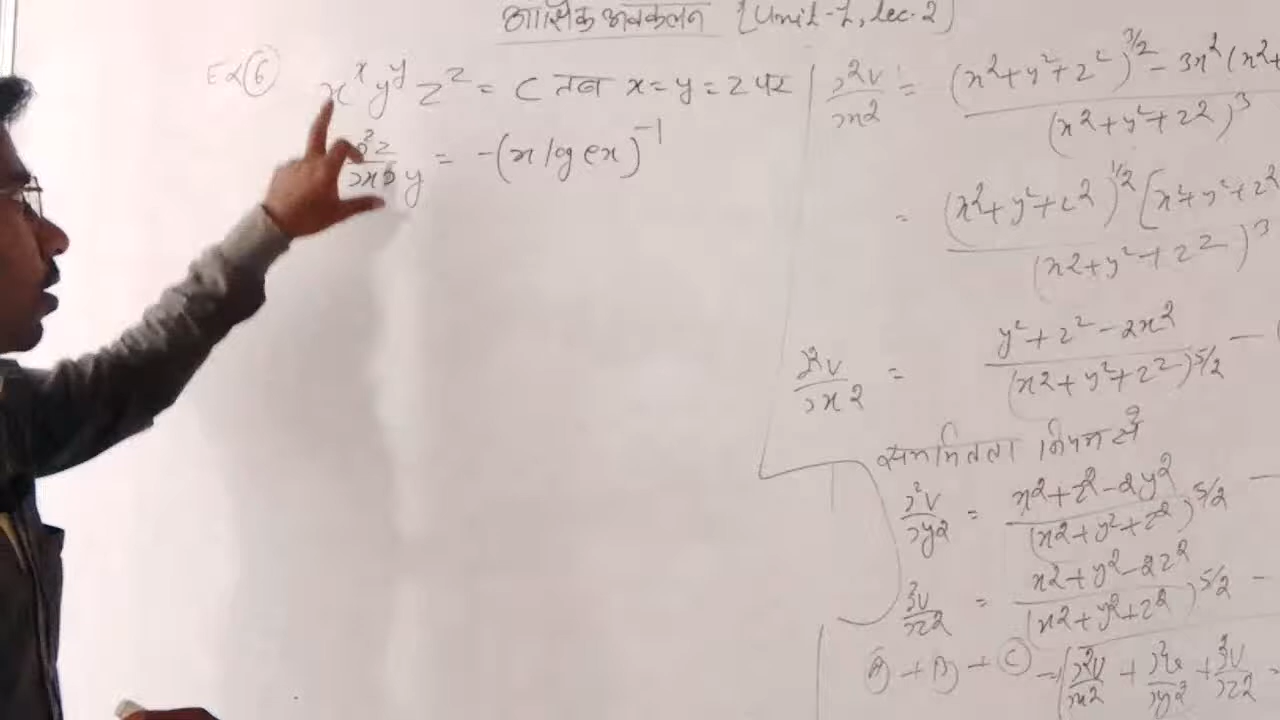 आंशिक अवकलन [Unit-1, Lec.2]
Ex ⑥ x^x y^y z^z = C तब x=y=z पर
∂²z/∂x∂y = -(x log ex)^-1
∂²v/∂x² = (x²+y²+z²)^3/2 - 3x²(x²+
(x²+y²+z²)^3
= (x²+y²+z²)^1/2 [x²+y²+z²
(x²+y²+z²)^3
∂²v/∂x² = y²+z²-2x² / (x²+y²+z²)^5/2 -
सममितता नियम से
∂²v/∂y² = x²+z²-2y² / (x²+y²+z²)^5/2 -
∂²v/∂z² = x²+y²-2z² / (x²+y²+z²)^5/2 -
A + B + C ∂²v/∂x² + ∂²v/∂y² + ∂²v/∂z² =